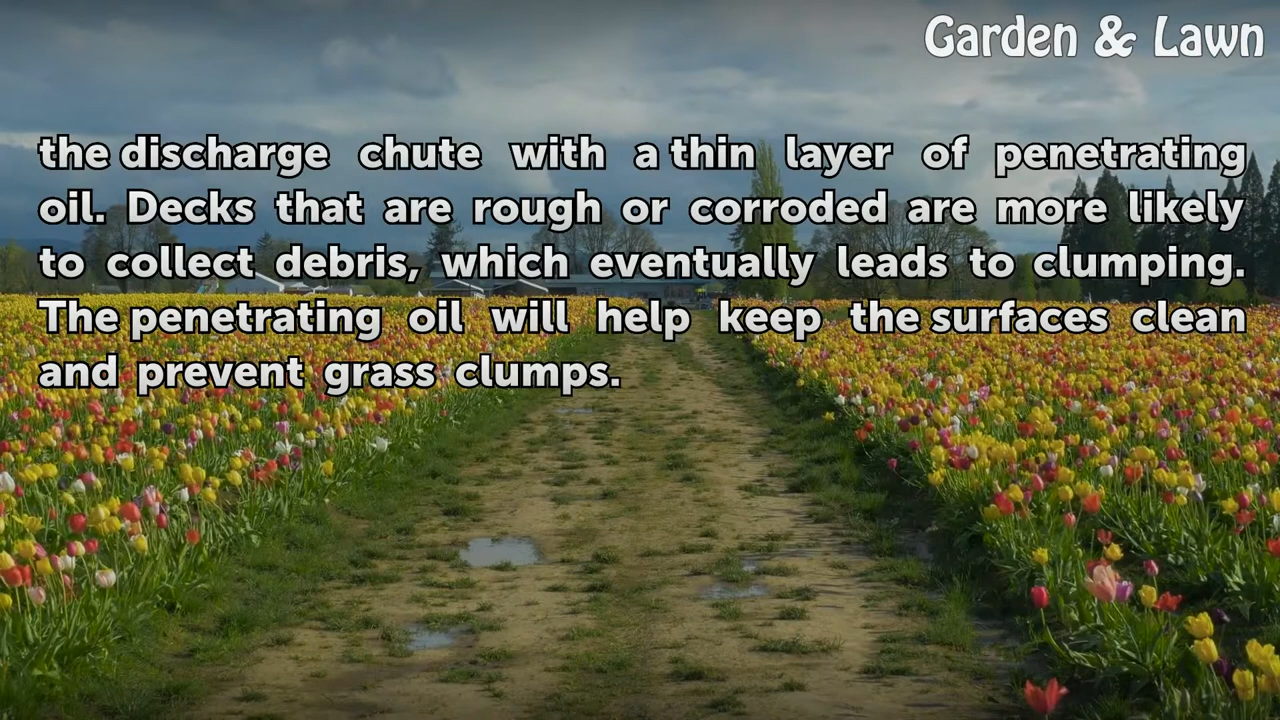 Garden & Lawn
the discharge chute with a thin layer of penetrating
oil. Decks that are rough or corroded are more likely
to collect debris, which eventually leads to clumping.
The penetrating oil will help keep the surfaces clean
and prevent grass clumps.